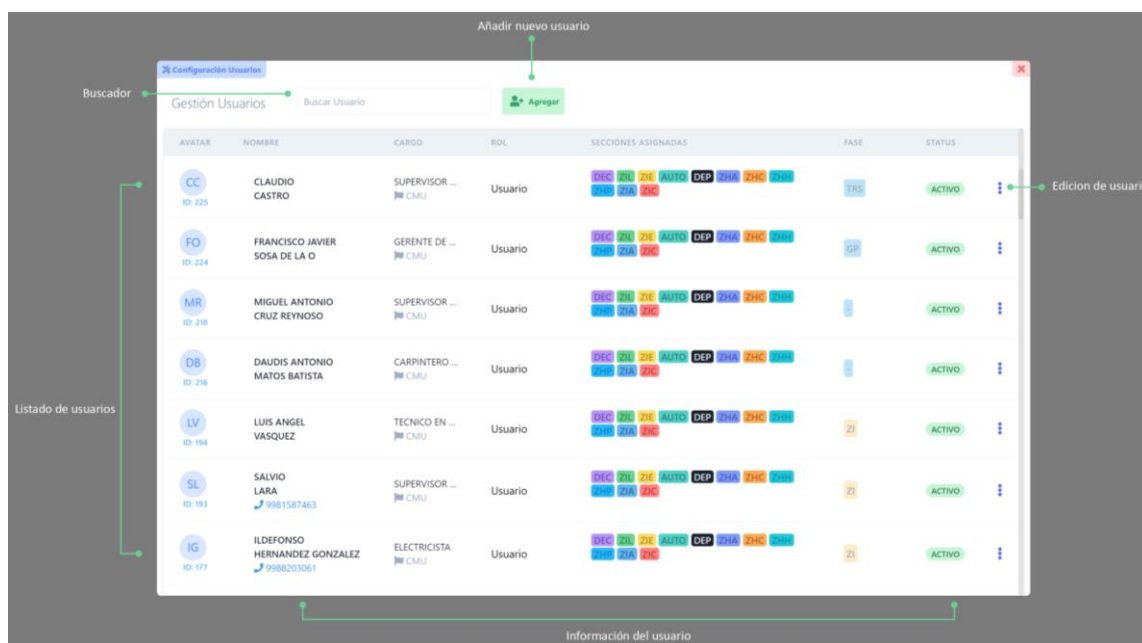 Añadir nuevo usuario
Configuración Usuarios
Buscador
Gestión Usuarios
Buscar Usuario
Agregar
AVATAR NOMBRE CARGO ROL SECCIÓNES ASIGNADAS FASE STATUS
CC CLAUDIO SUPERVISOR ... DEC ZIL ZIE AUTO DEP ZHA ZHC ZHH
CASTRO CMU Usuario ZHP ZIA ZIC TRS ACTIVO
ID: 225
Edicion de usuari
FO FRANCISCO JAVIER GERENTE DE ... DEC ZIL ZIE AUTO DEP ZHA ZHC ZHH
SOSA DE LA O CMU Usuario ZHP ZIA ZIC GP ACTIVO
ID: 224
MR MIGUEL ANTONIO SUPERVISOR ... DEC ZIL ZIE AUTO DEP ZHA ZHC ZHH
CRUZ REYNOSO CMU Usuario ZHP ZIA ZIC - ACTIVO
ID: 218
DB DAUDIS ANTONIO CARPINTERO ... DEC ZIL ZIE AUTO DEP ZHA ZHC ZHH
MATOS BATISTA CMU Usuario ZHP ZIA ZIC - ACTIVO
ID: 216
Listado de usuarios
LV LUIS ANGEL TECNICO EN ... DEC ZIL ZIE AUTO DEP ZHA ZHC ZHH
VASQUEZ CMU Usuario ZHP ZIA ZIC ZI ACTIVO
ID: 194
SL SALVIO SUPERVISOR ... DEC ZIL ZIE AUTO DEP ZHA ZHC ZHH
LARA CMU Usuario ZHP ZIA ZIC ZI ACTIVO
ID: 193 9981587463
IG ILDEFONSO ELECTRICISTA DEC ZIL ZIE AUTO DEP ZHA ZHC ZHH
HERNANDEZ GONZALEZ CMU Usuario ZHP ZIA ZIC ZI ACTIVO
ID: 177 9988203061
Información del usuario